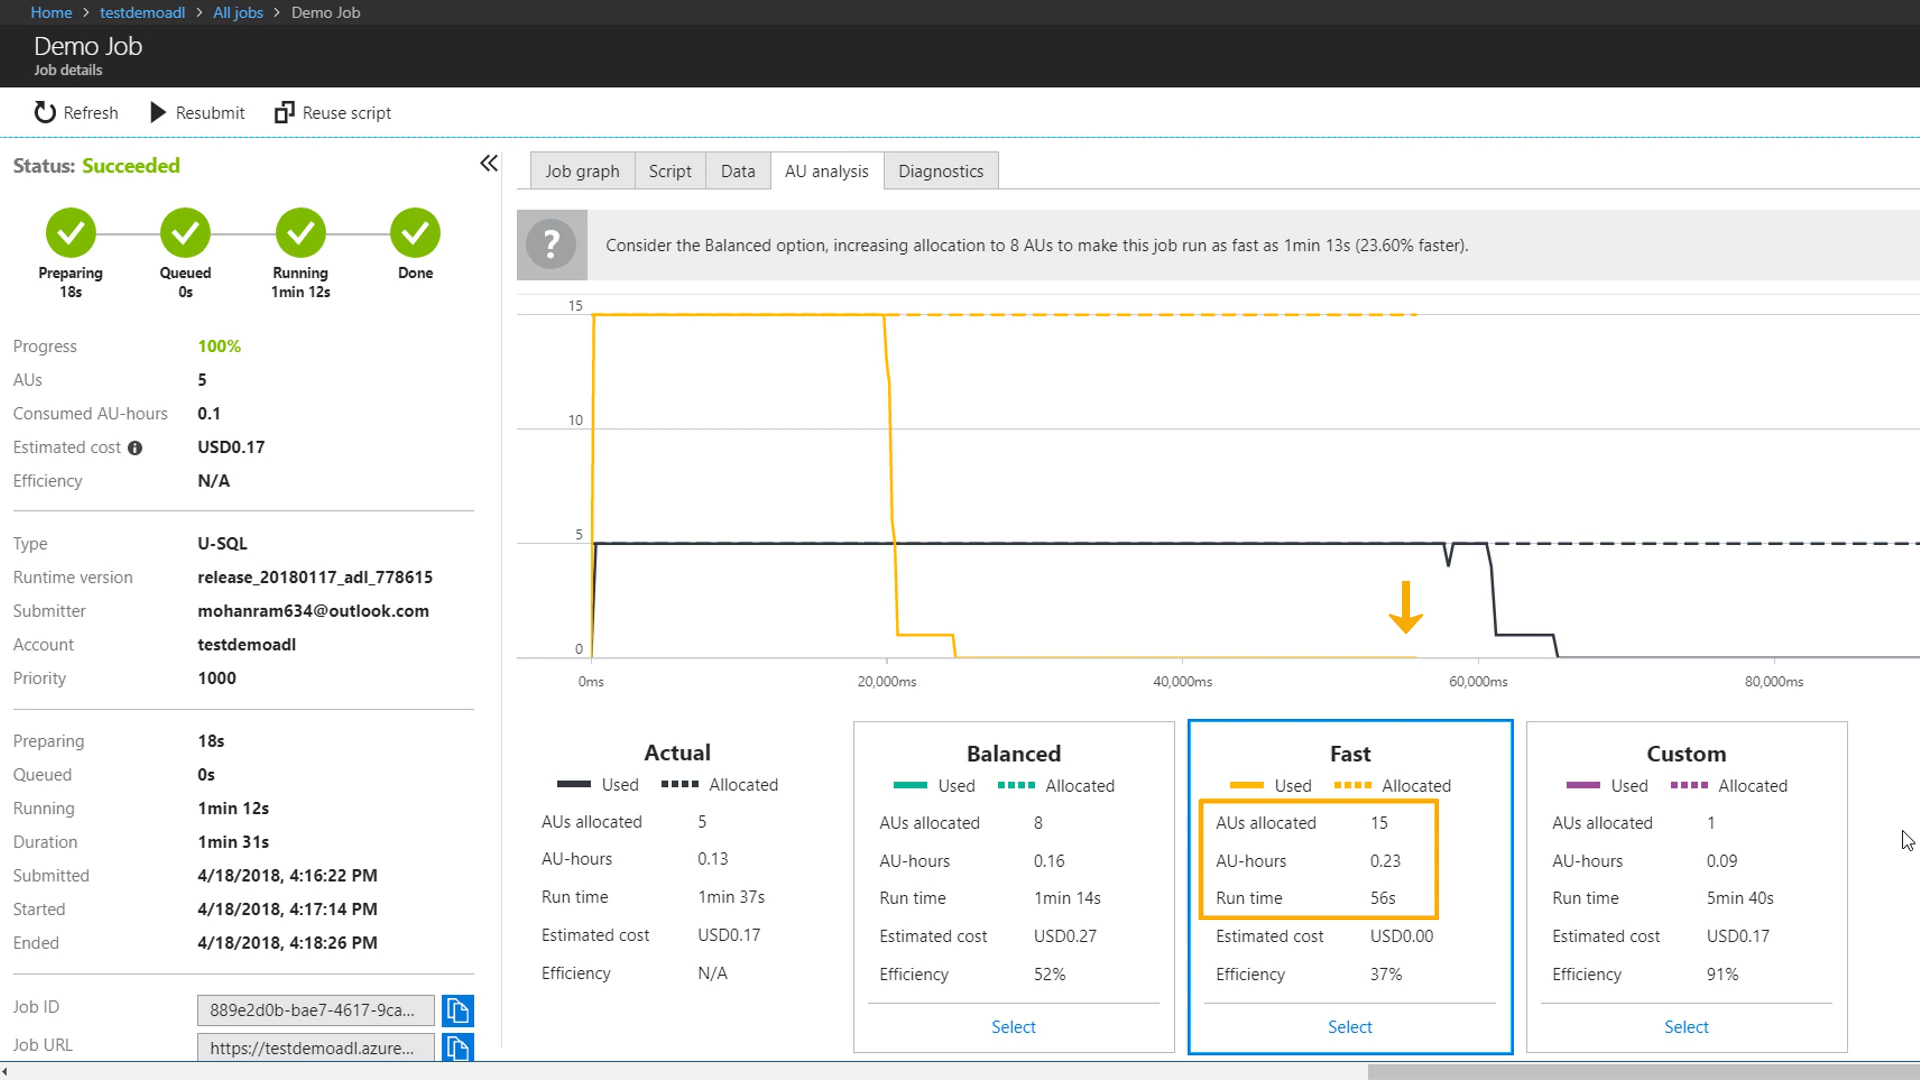 Home > testdemoadl > All jobs > Demo Job
Demo Job
Job details
Refresh Resubmit Reuse script
Status: Succeeded
Preparing Queued Running Done
18s 0s 1min 12s
Progress 100%
AUs 5
Consumed AU-hours 0.1
Estimated cost USD0.17
Efficiency N/A
Type U-SQL
Runtime version release_20180117_adl_778615
Submitter mohanram634@outlook.com
Account testdemoadl
Priority 1000
Preparing 18s
Queued 0s
Running 1min 12s
Duration 1min 31s
Submitted 4/18/2018, 4:16:22 PM
Started 4/18/2018, 4:17:14 PM
Ended 4/18/2018, 4:18:26 PM
Job ID 889e2d0b-bae7-4617-9ca...
Job URL https://testdemoadl.azure...
Job graph Script Data AU analysis Diagnostics
? Consider the Balanced option, increasing allocation to 8 AUs to make this job run as fast as 1min 13s (23.60% faster).
15
10
5
0
0ms 20,000ms 40,000ms 60,000ms 80,000ms
Actual
Used Allocated
AUs allocated 5
AU-hours 0.13
Run time 1min 37s
Estimated cost USD0.17
Efficiency N/A
Balanced
Used Allocated
AUs allocated 8
AU-hours 0.16
Run time 1min 14s
Estimated cost USD0.27
Efficiency 52%
Select
Fast
Used Allocated
AUs allocated 15
AU-hours 0.23
Run time 56s
Estimated cost USD0.00
Efficiency 37%
Select
Custom
Used Allocated
AUs allocated 1
AU-hours 0.09
Run time 5min 40s
Estimated cost USD0.17
Efficiency 91%
Select